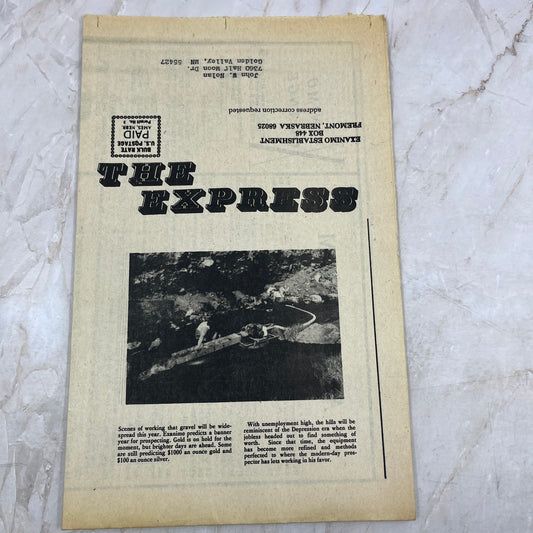 John W. Nolan
7360 Half Moon Dr.
Golden Valley, MN 55427
address correction requested
EXANIMO ESTABLISHMENT
BOX 448
FREMONT, NEBRASKA 68025
BULK RATE
U.S. POSTAGE
PAID
AMES, NEBR.
Permit No. 3
THE
EXPRESS
Scenes of working that gravel will be wide-
spread this year. Exanimo predicts a banner
year for prospecting. Gold is on hold for the
moment, but brighter days are ahead. Some
are still predicting $1000 an ounce gold and
$100 an ounce silver.
With unemployment high, the hills will be
reminiscent of the Depression era when the
jobless headed out to find something of
worth. Since that time, the equipment
has become more refined and methods
perfected to where the modern-day pros-
pector has lots working in his favor.